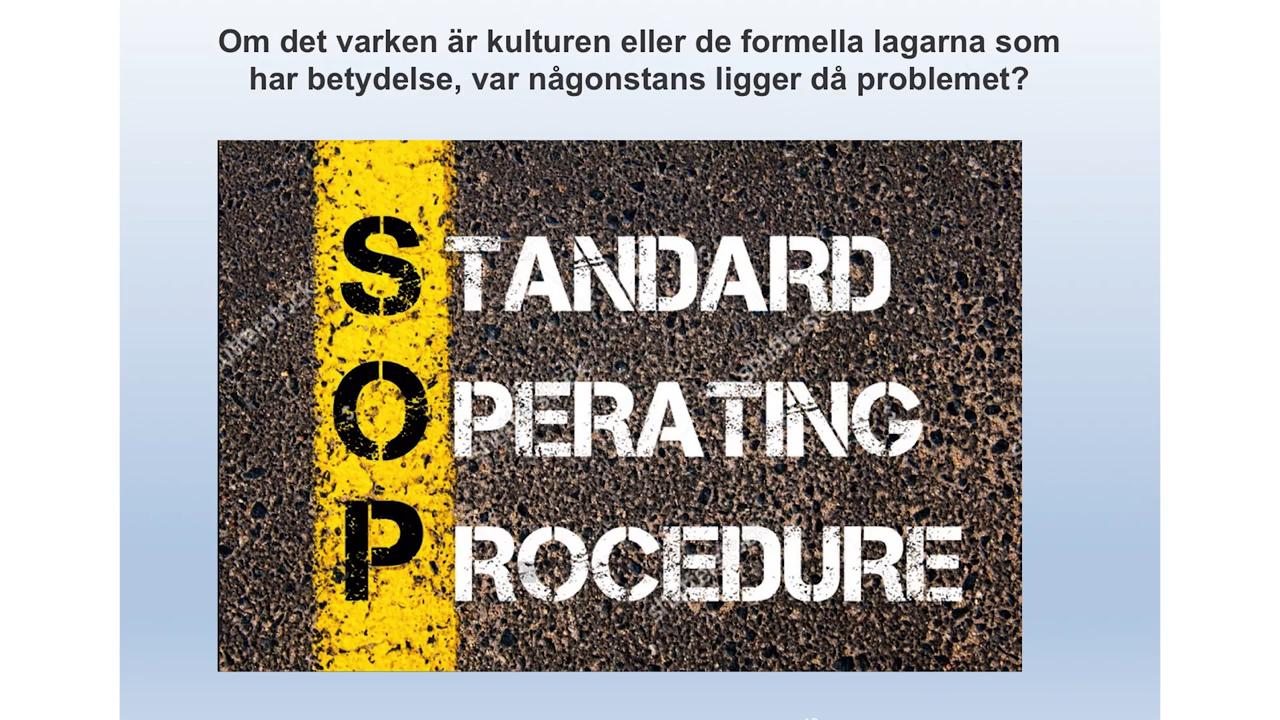 Om det varken är kulturen eller de formella lagarna som
har betydelse, var någonstans ligger då problemet?
STANDARD
OPERATING
PROCEDURE